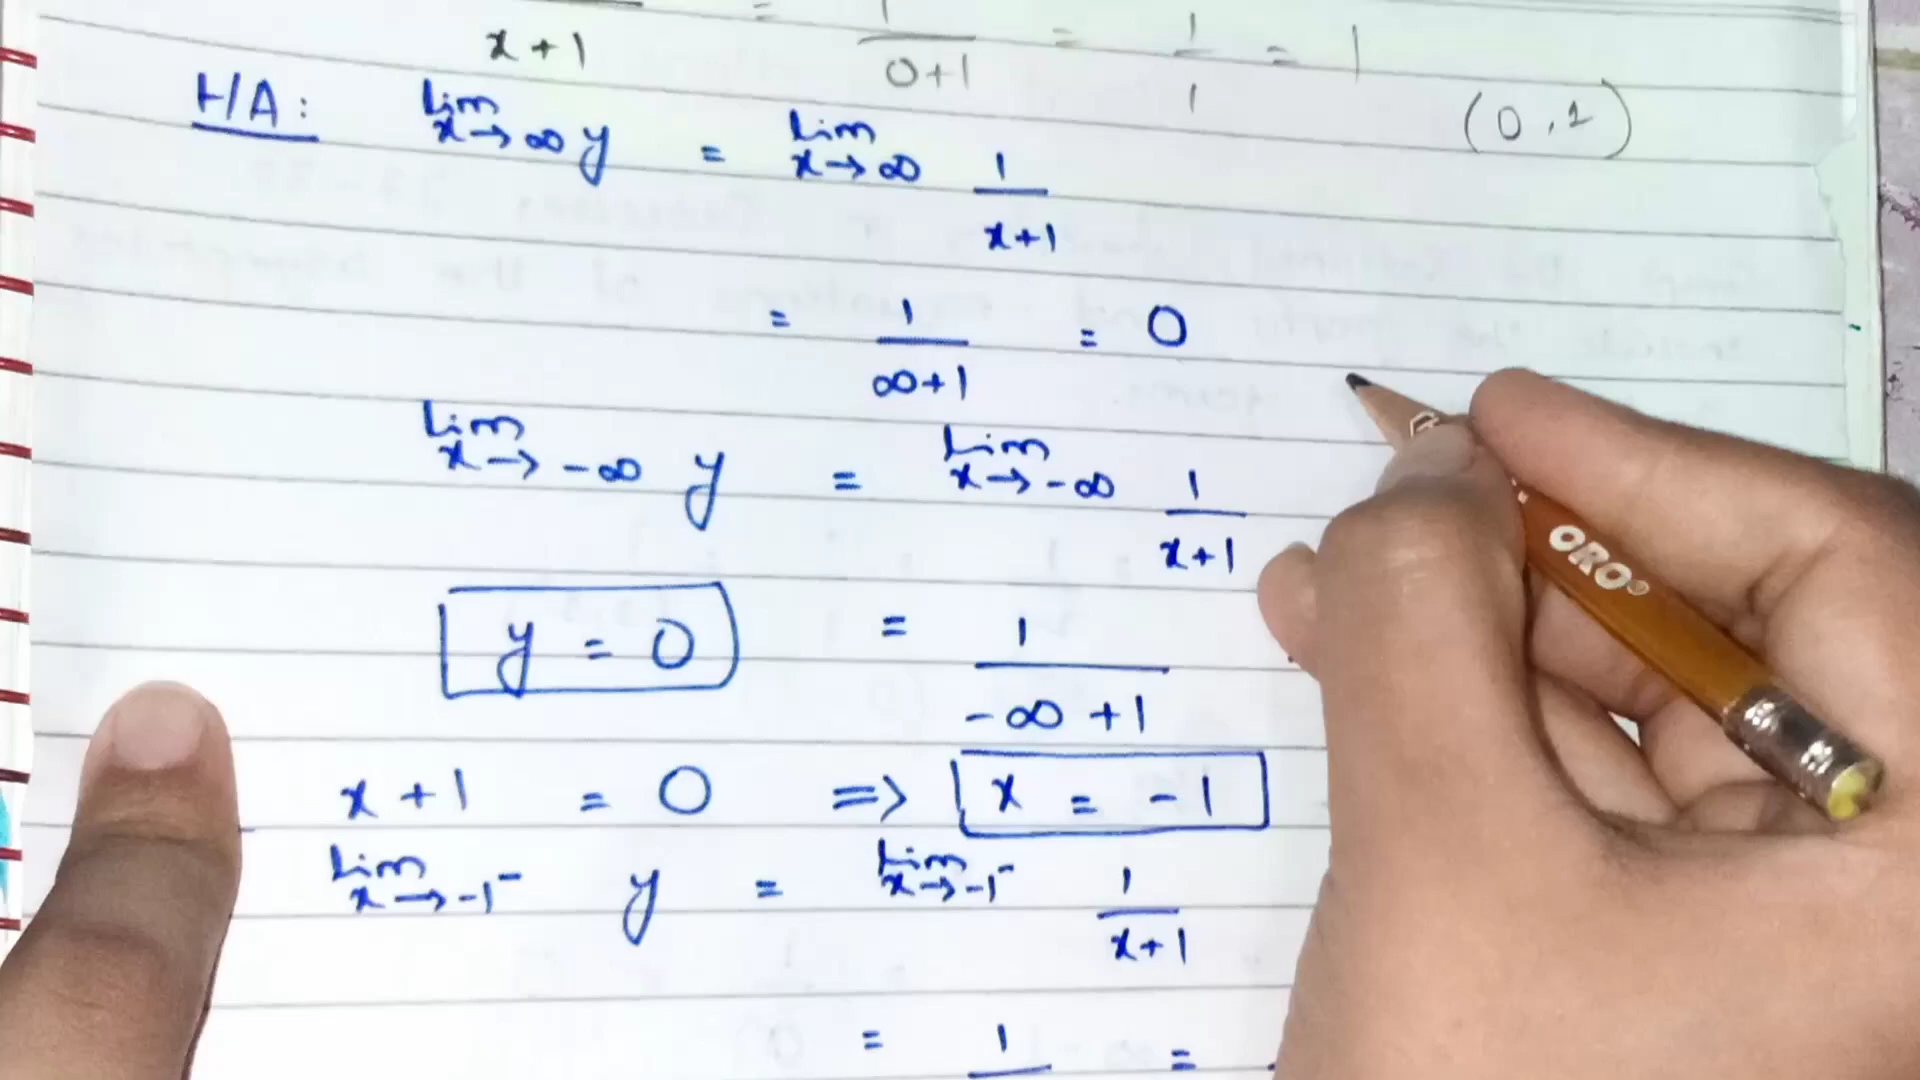 x+1 = 1/(0+1) = 1/1 = 1
(0,1)
H/A: lim x→∞ y = lim x→∞ 1/(x+1)
= 1/(∞+1) = 0
lim x→-∞ y = lim x→-∞ 1/(x+1)
y = 0 = 1/(-∞+1)
x+1 = 0 => x = -1
lim x→-1⁻ y = lim x→-1⁻ 1/(x+1)
= 1 =
ORO